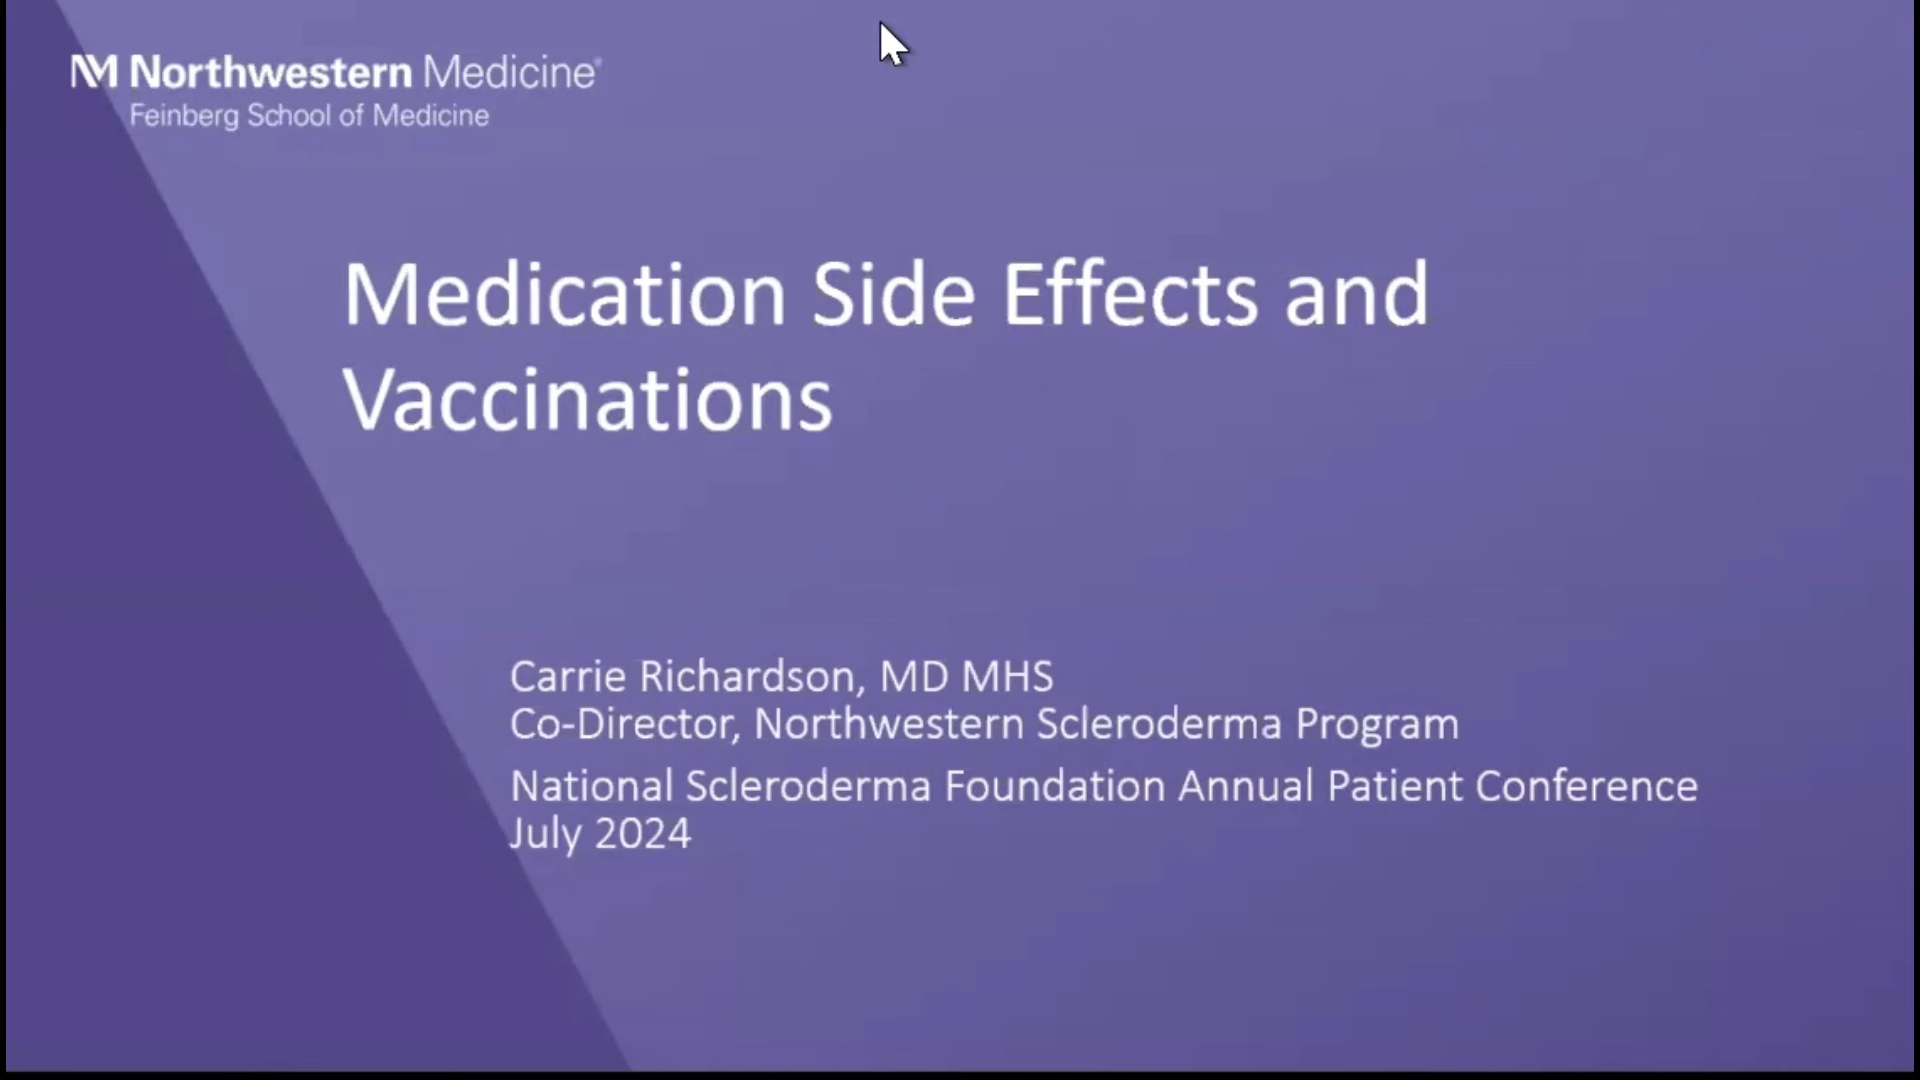 NM Northwestern Medicine®
Feinberg School of Medicine
Medication Side Effects and
Vaccinations
Carrie Richardson, MD MHS
Co-Director, Northwestern Scleroderma Program
National Scleroderma Foundation Annual Patient Conference
July 2024